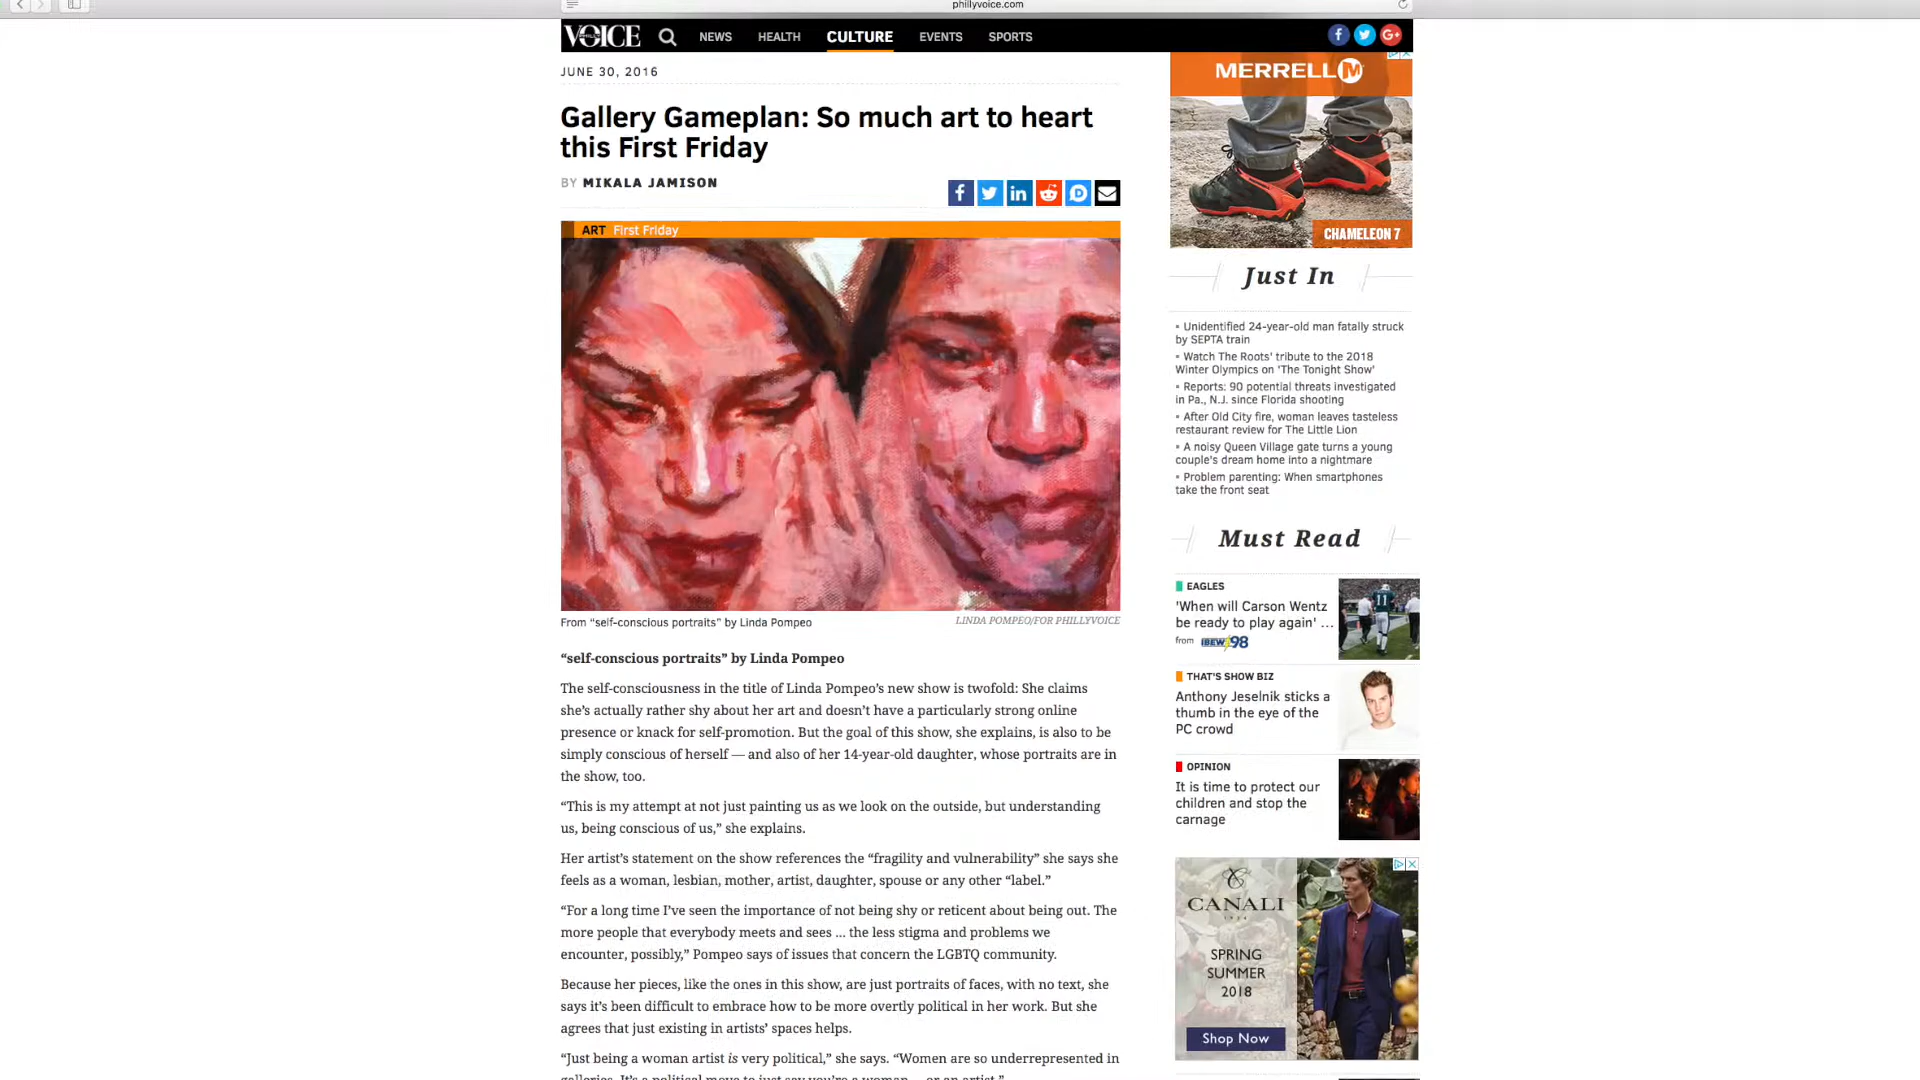 phillyvoice.com
VOICE
NEWS
HEALTH
CULTURE
EVENTS
SPORTS
JUNE 30, 2016
Gallery Gameplan: So much art to heart
this First Friday
BY MIKALA JAMISON
ART First Friday
From “self-conscious portraits” by Linda Pompeo
LINDA POMPEO/FOR PHILLYVOICE
“self-conscious portraits” by Linda Pompeo
The self-consciousness in the title of Linda Pompeo’s new show is twofold: She claims
she’s actually rather shy about her art and doesn’t have a particularly strong online
presence or knack for self-promotion. But the goal of this show, she explains, is also to be
simply conscious of herself — and also of her 14-year-old daughter, whose portraits are in
the show, too.
“This is my attempt at not just painting us as we look on the outside, but understanding
us, being conscious of us,” she explains.
Her artist’s statement on the show references the “fragility and vulnerability” she says she
feels as a woman, lesbian, mother, artist, daughter, spouse or any other “label.”
“For a long time I’ve seen the importance of not being shy or reticent about being out. The
more people that everybody meets and sees ... the less stigma and problems we
encounter, possibly,” Pompeo says of issues that concern the LGBTQ community.
Because her pieces, like the ones in this show, are just portraits of faces, with no text, she
says it’s been difficult to embrace how to be more overtly political in her work. But she
agrees that just existing in artists’ spaces helps.
“Just being a woman artist is very political,” she says. “Women are so underrepresented in
galleries. It’s a political move to just say you’re a woman ... or an artist.”
MERRELL M
CHAMELEON 7
Just In
Unidentified 24-year-old man fatally struck
by SEPTA train
Watch The Roots' tribute to the 2018
Winter Olympics on 'The Tonight Show'
Reports: 90 potential threats investigated
in Pa., N.J. since Florida shooting
After Old City fire, woman leaves tasteless
restaurant review for The Little Lion
A noisy Queen Village gate turns a young
couple's dream home into a nightmare
Problem parenting: When smartphones
take the front seat
Must Read
EAGLES
'When will Carson Wentz
be ready to play again' ...
from IBEW 98
THAT'S SHOW BIZ
Anthony Jeselnik sticks a
thumb in the eye of the
PC crowd
OPINION
It is time to protect our
children and stop the
carnage
CANALI
1934
SPRING
SUMMER
2018
Shop Now